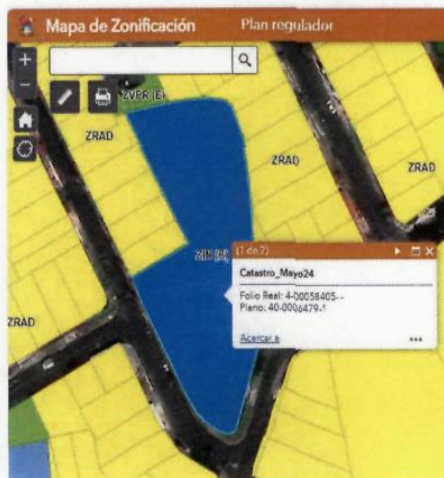 Mapa de Zonificación
Plan regulador
+
-
ZVPR (E)
ZRAD
ZRAD
ZRAD
(1 de 2)
Catastro_Mayo24
Folio Real: 4-00058405--
Plano: 40-0006479-1
ZRAD
Acercar a
...